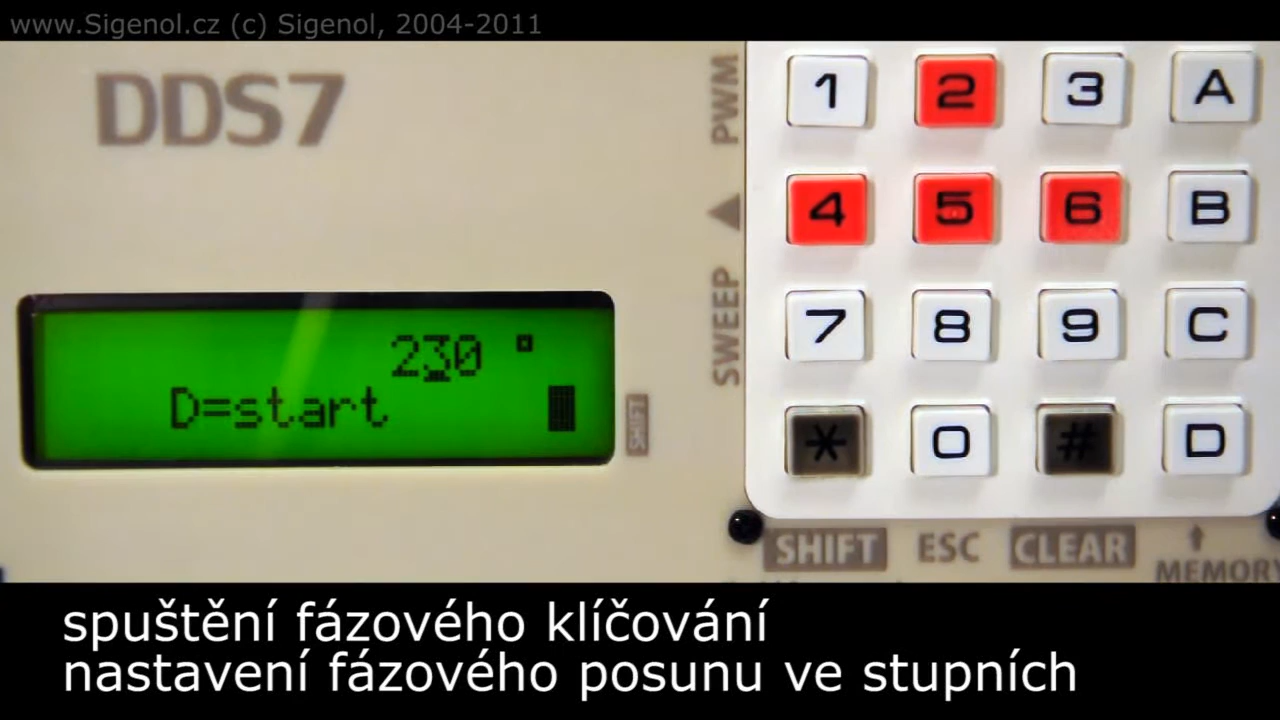 www.Sigenol.cz (c) Sigenol, 2004-2011
DDS7
PWM
▲
SWEEP
1 2 3 A
4 5 6 B
7 8 9 C
* 0 # D
230 °
D=start
SHIFT
SHIFT ESC CLEAR
MEMORY
spuštění fázového klíčování
nastavení fázového posunu ve stupních